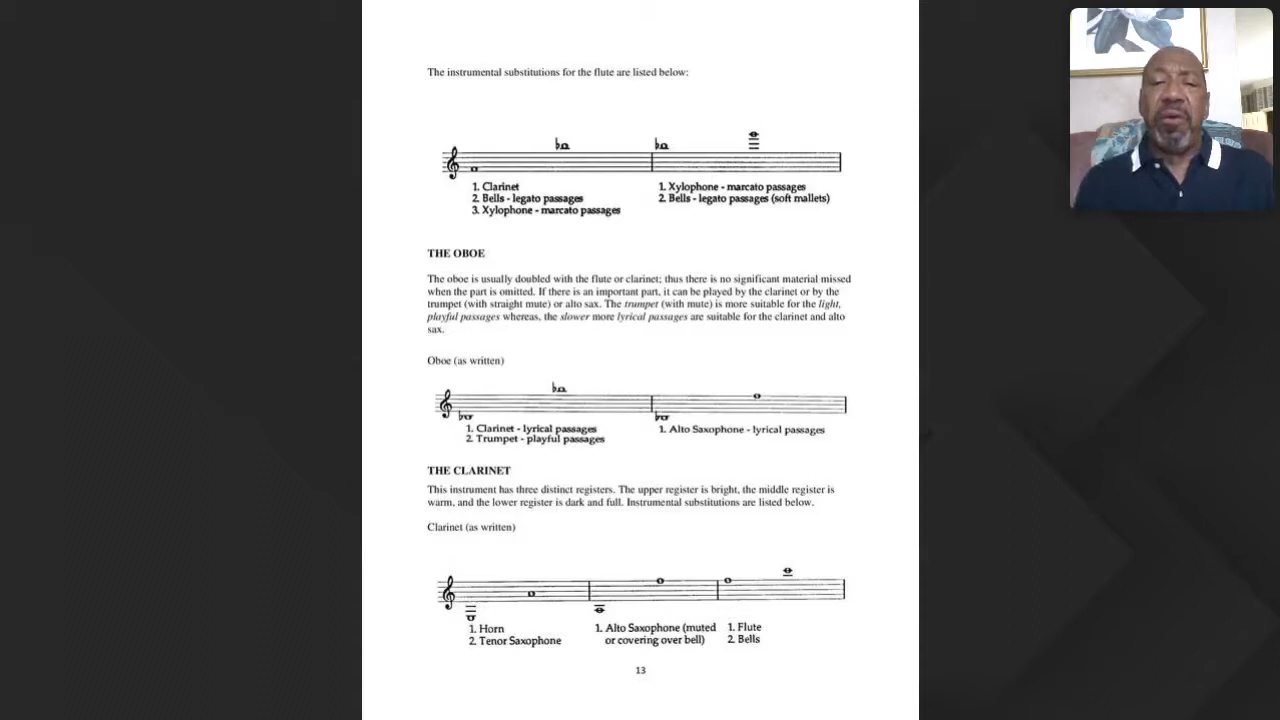 The instrumental substitutions for the flute are listed below:
1. Clarinet
2. Bells - legato passages
3. Xylophone - marcato passages
1. Xylophone - marcato passages
2. Bells - legato passages (soft mallets)
THE OBOE
The oboe is usually doubled with the flute or clarinet; thus there is no significant material missed
when the part is omitted. If there is an important part, it can be played by the clarinet or by the
trumpet (with straight mute) or alto sax. The trumpet (with mute) is more suitable for the light,
playful passages whereas, the slower more lyrical passages are suitable for the clarinet and alto
sax.
Oboe (as written)
1. Clarinet - lyrical passages
2. Trumpet - playful passages
1. Alto Saxophone - lyrical passages
THE CLARINET
This instrument has three distinct registers. The upper register is bright, the middle register is
warm, and the lower register is dark and full. Instrumental substitutions are listed below.
Clarinet (as written)
1. Horn
2. Tenor Saxophone
1. Alto Saxophone (muted
or covering over bell)
1. Flute
2. Bells
13